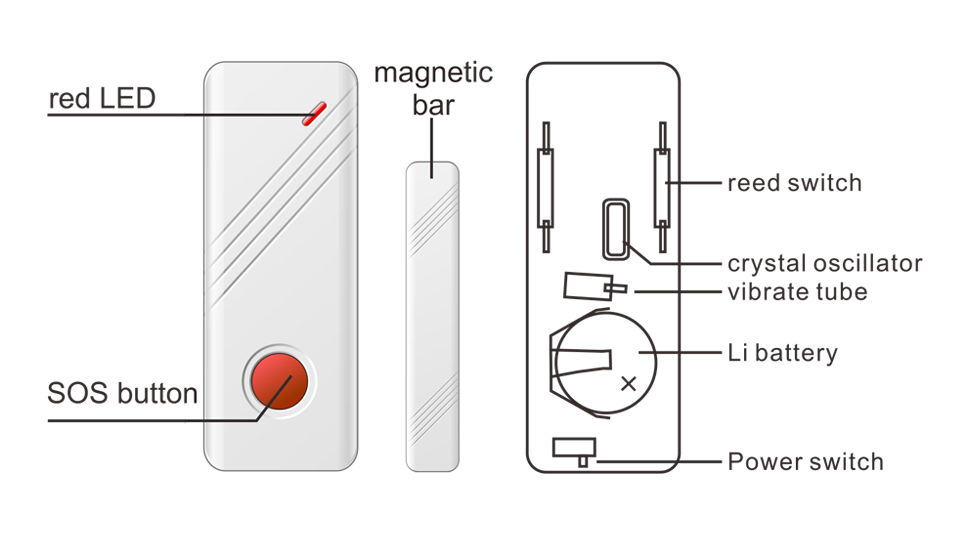 red LED
SOS button
magnetic
bar
reed switch
crystal oscillator
vibrate tube
Li battery
Power switch